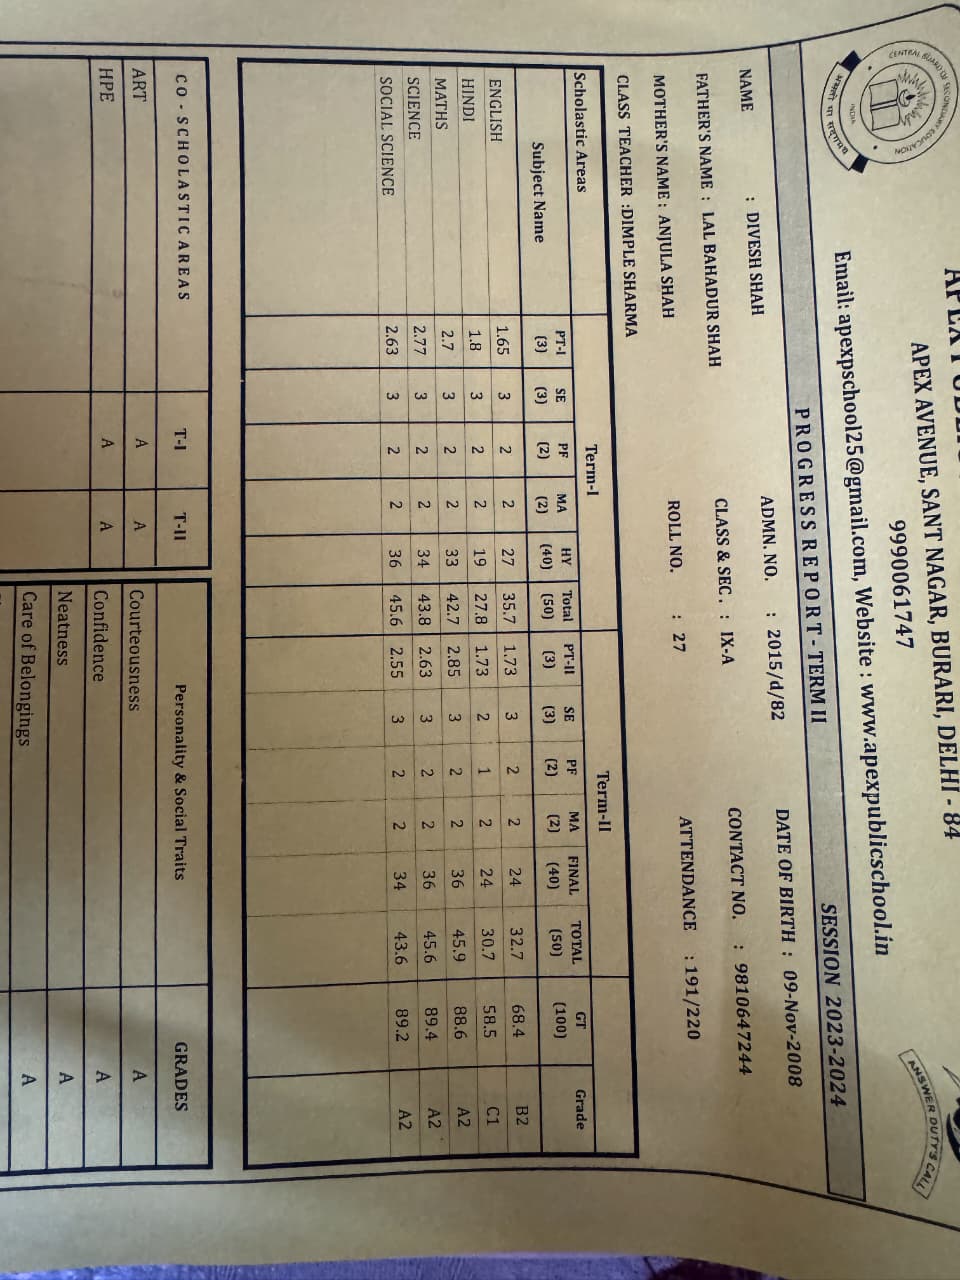 CENTRAL BOARD OF SECONDARY EDUCATION
INDIA
APEX AVENUE, SANT NAGAR, BURARI, DELHI - 84
9990061747
Email: apexpschool25@gmail.com, Website : www.apexpublicschool.in
ANSWER DUTY'S CALL
PROGRESS REPORT - TERM II SESSION 2023-2024
NAME : DIVESH SHAH ADMN. NO. : 2015/d/82 DATE OF BIRTH : 09-Nov-2008
FATHER'S NAME : LAL BAHADUR SHAH CLASS & SEC. : IX-A CONTACT NO. : 9810647244
MOTHER'S NAME : ANJULA SHAH ROLL NO. : 27 ATTENDANCE : 191/220
CLASS TEACHER :DIMPLE SHARMA
Scholastic Areas Term-I Term-II
Subject Name PT-I (3) SE (3) PF (2) MA (2) HY (40) Total (50) PT-II (3) SE (3) PF (2) MA (2) FINAL (40) TOTAL (50) GT (100) Grade
ENGLISH 1.65 3 2 2 27 35.7 1.73 3 2 2 24 32.7 68.4 B2
HINDI 1.8 3 2 2 19 27.8 1.73 2 1 2 24 30.7 58.5 C1
MATHS 2.7 3 2 2 33 42.7 2.85 3 2 2 36 45.9 88.6 A2
SCIENCE 2.77 3 2 2 34 43.8 2.63 3 2 2 36 45.6 89.4 A2
SOCIAL SCIENCE 2.63 3 2 2 36 45.6 2.55 3 2 2 34 43.6 89.2 A2
CO - SCHOLASTIC AREAS T-I T-II Personality & Social Traits GRADES
ART A A Courteousness A
HPE A A Confidence A
Neatness A
Care of Belongings A